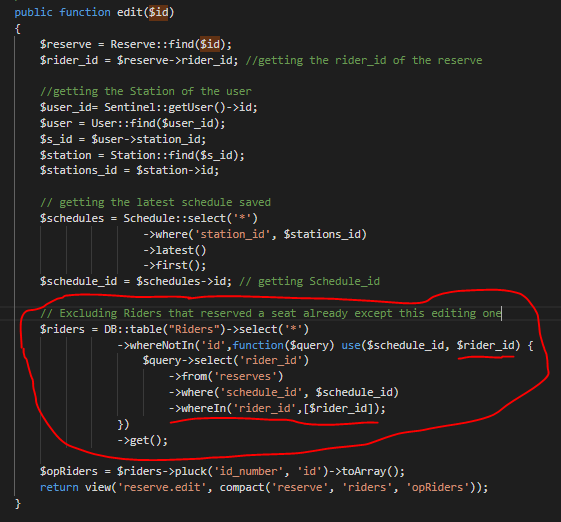 public function edit($id)
{
$reserve = Reserve::find($id);
$rider_id = $reserve->rider_id; //getting the rider_id of the reserve
//getting the Station of the user
$user_id= Sentinel::getUser()->id;
$user = User::find($user_id);
$s_id = $user->station_id;
$station = Station::find($s_id);
$stations_id = $station->id;
// getting the latest schedule saved
$schedules = Schedule::select('*')
->where('station_id', $stations_id)
->latest()
->first();
$schedule_id = $schedules->id; // getting Schedule_id
// Excluding Riders that reserved a seat already except this editing one
$riders = DB::table("Riders")->select('*')
->whereNotIn('id',function($query) use($schedule_id, $rider_id) {
$query->select('rider_id')
->from('reserves')
->where('schedule_id', $schedule_id)
->whereIn('rider_id',[$rider_id]);
})
->get();
$opRiders = $riders->pluck('id_number', 'id')->toArray();
return view('reserve.edit', compact('reserve', 'riders', 'opRiders'));
}